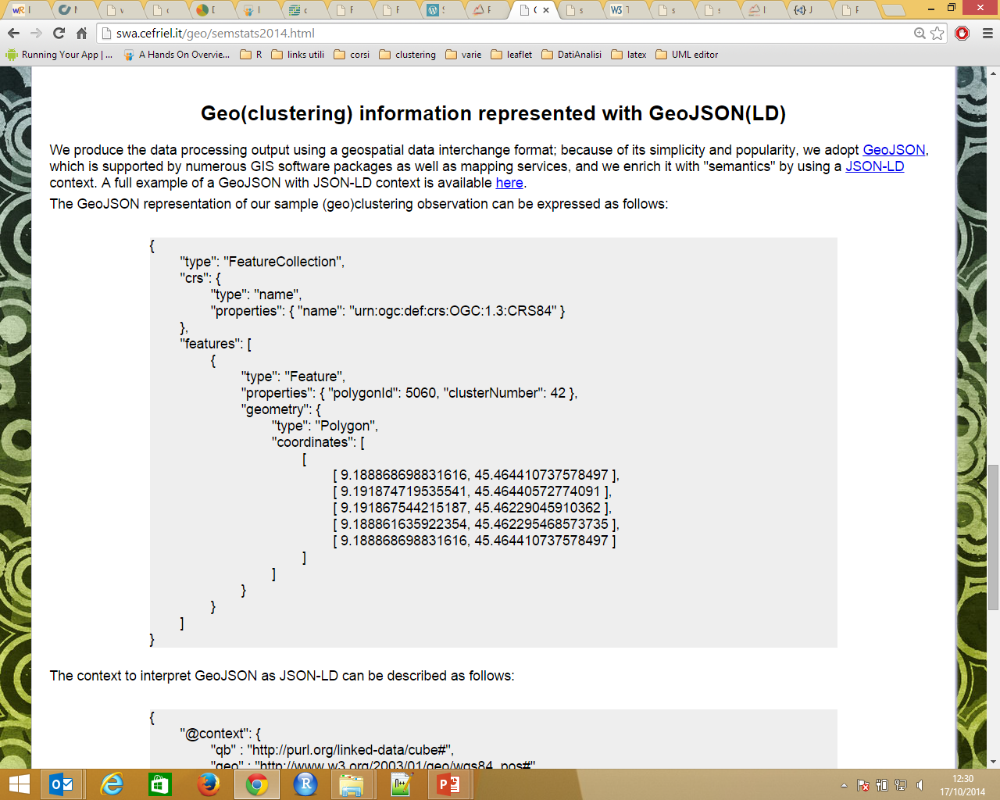 swa.cefriel.it/geo/semstats2014.html
Running Your App | ...
A Hands On Overvie...
R
links utili
corsi
clustering
varie
leaflet
DatiAnalisi
latex
UML editor
Geo(clustering) information represented with GeoJSON(LD)
We produce the data processing output using a geospatial data interchange format; because of its simplicity and popularity, we adopt GeoJSON,
which is supported by numerous GIS software packages as well as mapping services, and we enrich it with "semantics" by using a JSON-LD
context. A full example of a GeoJSON with JSON-LD context is available here.
The GeoJSON representation of our sample (geo)clustering observation can be expressed as follows:
{
"type": "FeatureCollection",
"crs": {
"type": "name",
"properties": { "name": "urn:ogc:def:crs:OGC:1.3:CRS84" }
},
"features": [
{
"type": "Feature",
"properties": { "polygonId": 5060, "clusterNumber": 42 },
"geometry": {
"type": "Polygon",
"coordinates": [
[
[ 9.188868698831616, 45.464410737578497 ],
[ 9.191874719535541, 45.46440572774091 ],
[ 9.191867544215187, 45.46229045910362 ],
[ 9.188861635922354, 45.462295468573735 ],
[ 9.188868698831616, 45.464410737578497 ]
]
]
}
}
]
}
The context to interpret GeoJSON as JSON-LD can be described as follows:
{
"@context": {
"qb" : "http://purl.org/linked-data/cube#",
"geo" : "http://www.w3.org/2003/01/geo/wgs84_pos#"
12:30
17/10/2014